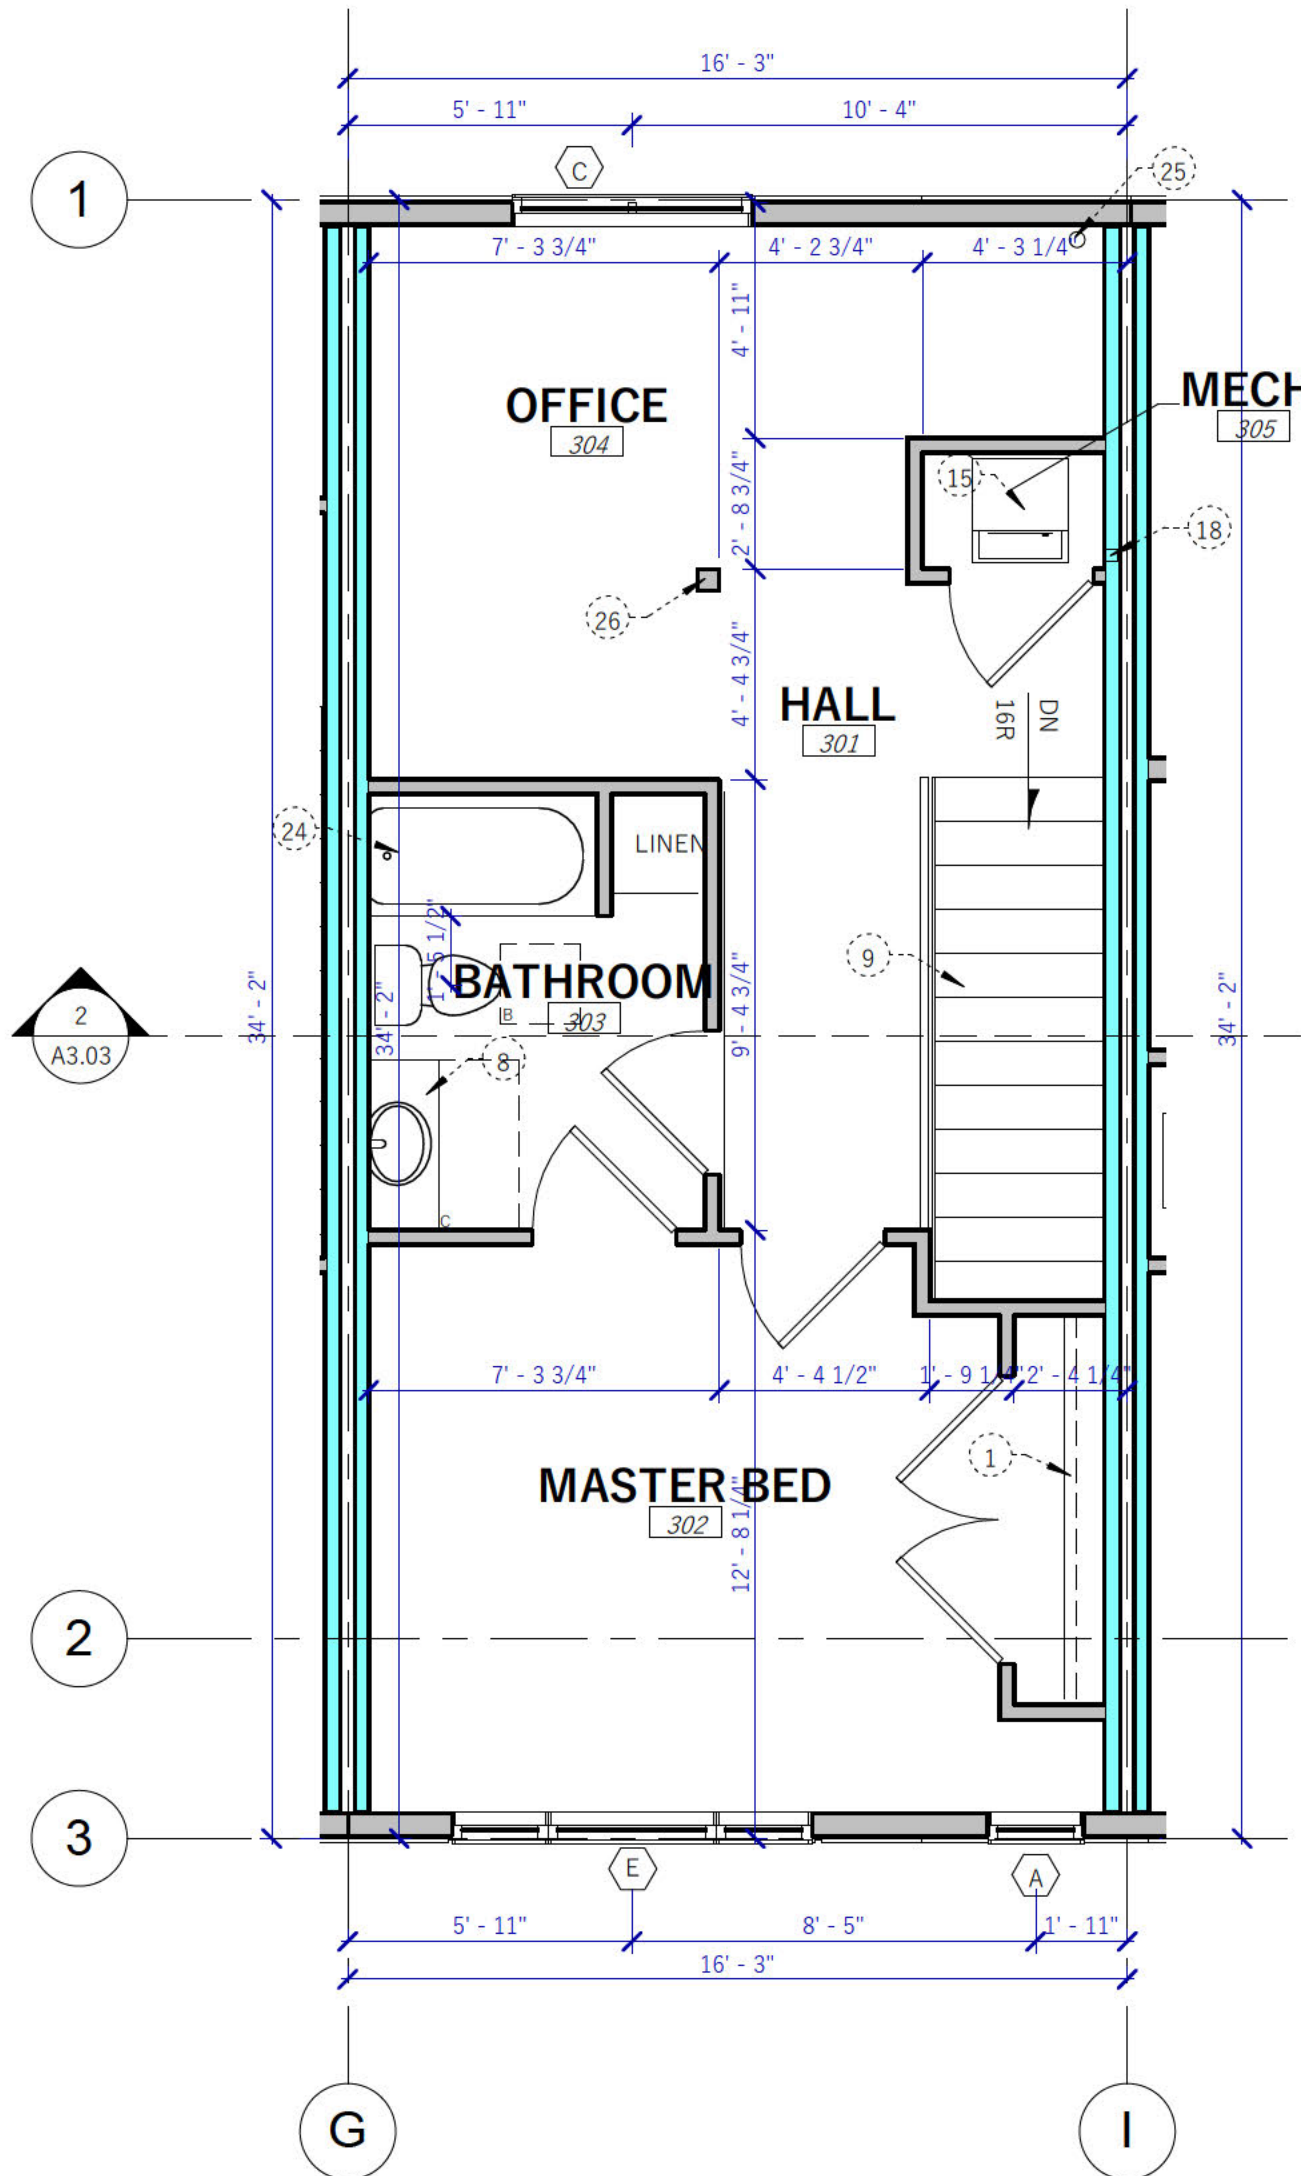 16' - 3"
5' - 11"
10' - 4"
C
25
1
7' - 3 3/4"
4' - 2 3/4"
4' - 3 1/4"
4' - 11"
OFFICE
304
MECH
305
2' - 8 3/4"
15
18
26
4' - 4 3/4"
HALL
301
DN
16R
24
LINEN
1' - 5 1/2"
9
BATHROOM
303
B
2
A3.03
34' - 2"
34' - 2"
9' - 4 3/4"
34' - 2"
8
C
7' - 3 3/4"
4' - 4 1/2"
1' - 9 1/4"
2' - 4 1/4"
1
MASTER BED
302
12' - 8 1/4"
2
3
E
A
5' - 11"
8' - 5"
1' - 11"
16' - 3"
G
I